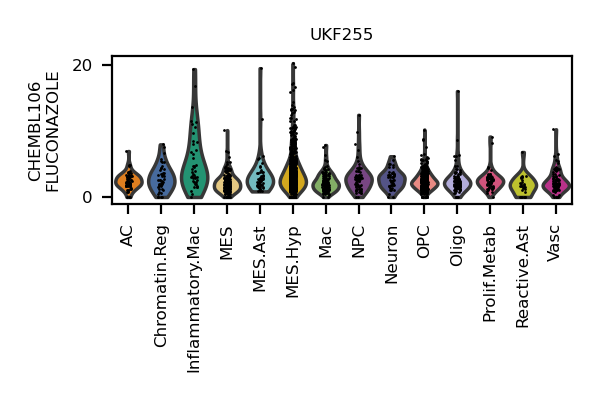 UKF255
CHEMBL106
FLUCONAZOLE
20
0
AC
Chromatin.Reg
Inflammatory.Mac
MES
MES.Ast
MES.Hyp
Mac
NPC
Neuron
OPC
Oligo
Prolif.Metab
Reactive.Ast
Vasc